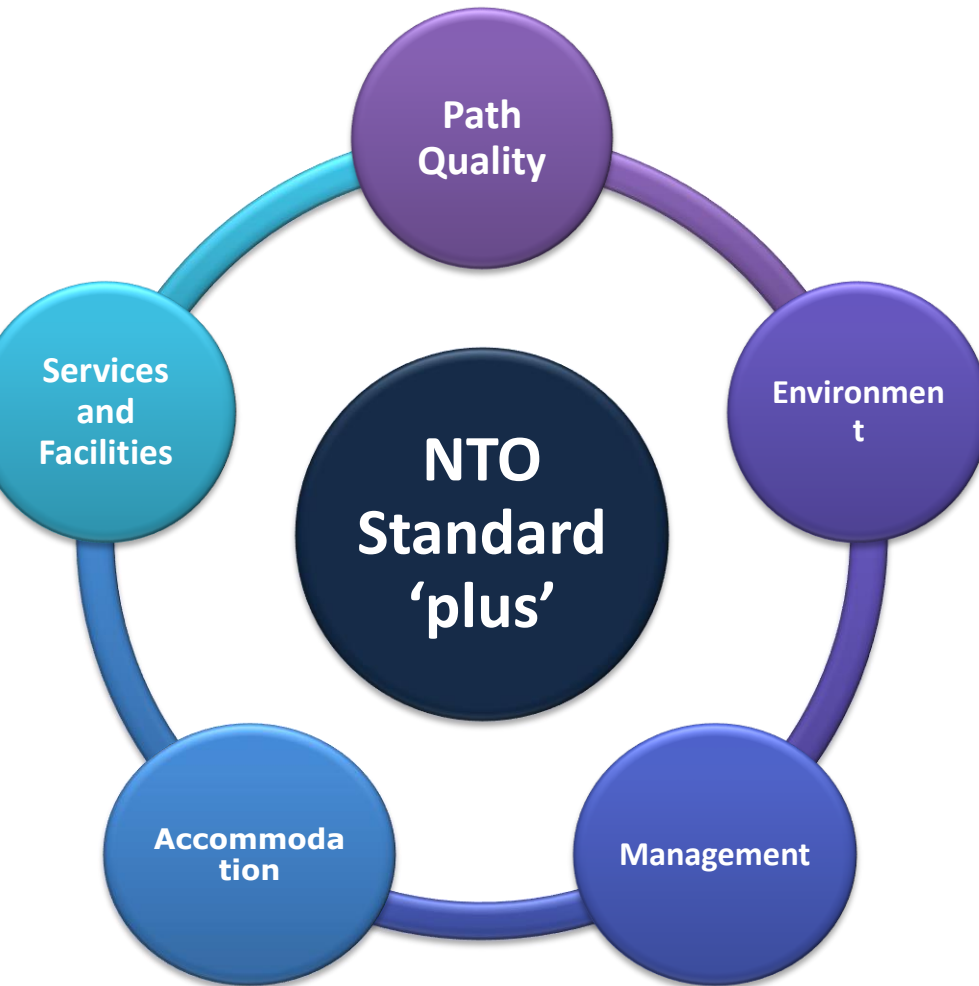 Path
Quality
Services
and
Facilities
Environmen
t
NTO
Standard
‘plus’
Accommoda
tion
Management